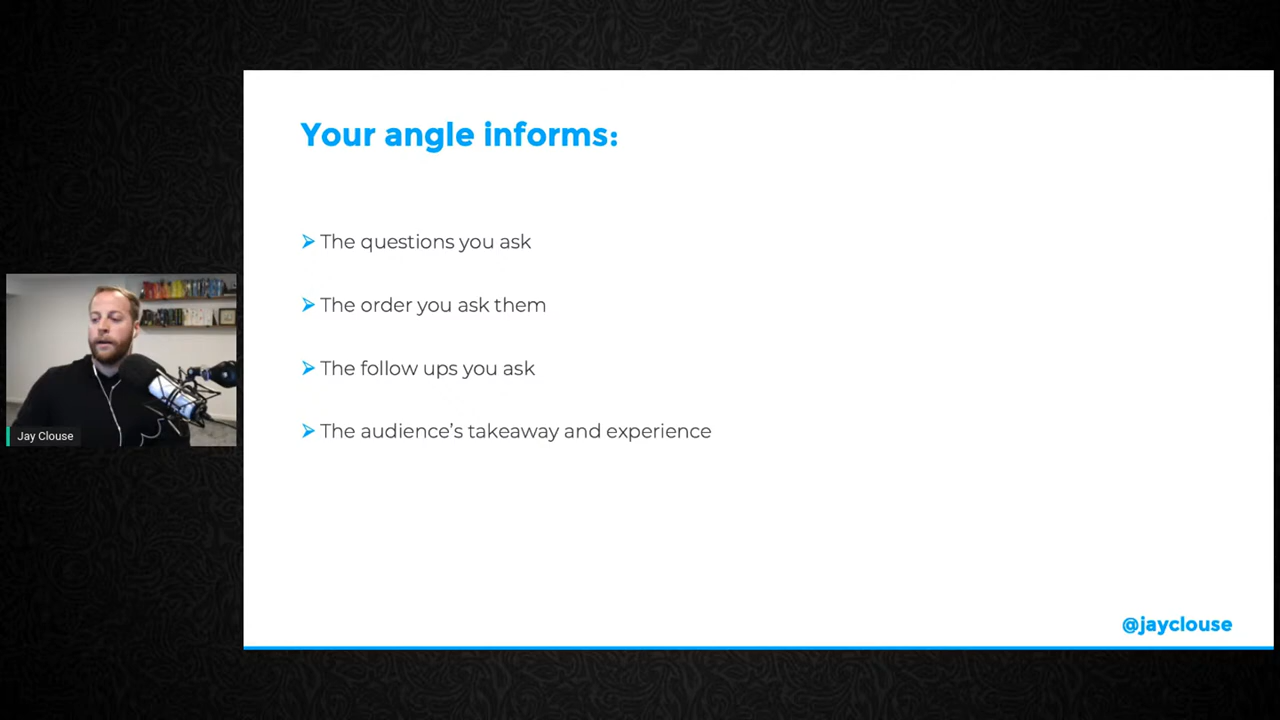 Your angle informs:
The questions you ask
The order you ask them
The follow ups you ask
The audience’s takeaway and experience
Jay Clouse
@jayclouse